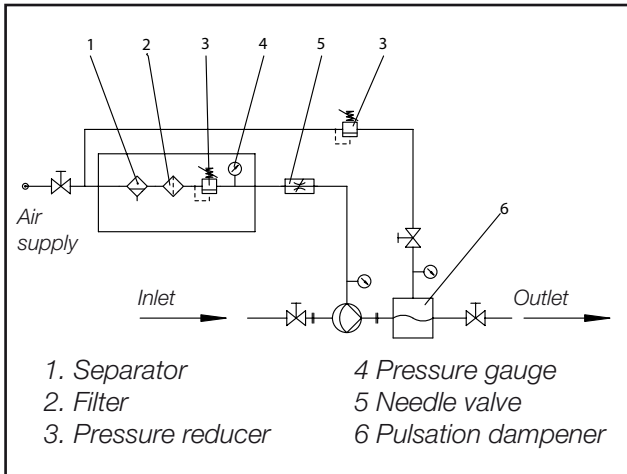 1 2 3 4 5 3
Air
supply
6
Inlet
Outlet
1. Separator
2. Filter
3. Pressure reducer
4 Pressure gauge
5 Needle valve
6 Pulsation dampener